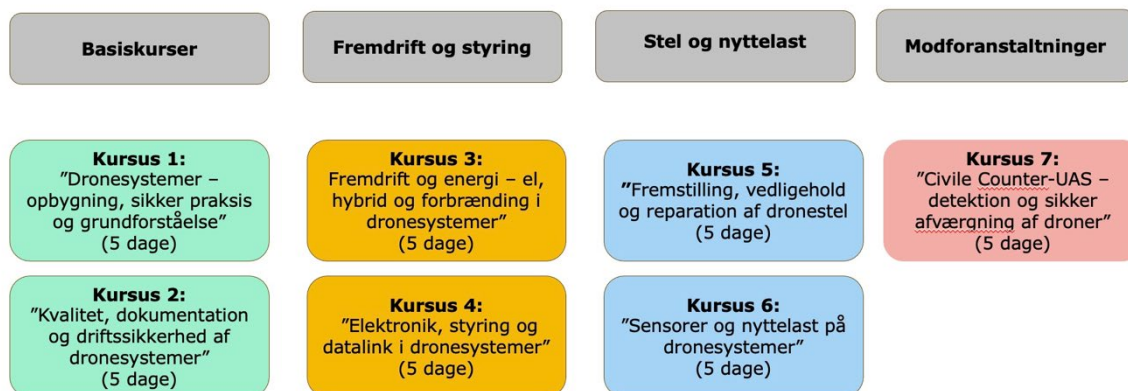 Basiskurser
Fremdrift og styring
Stel og nyttelast
Modforanstaltninger
Kursus 1:
”Dronesystemer –
opbygning, sikker praksis
og grundforståelse”
(5 dage)
Kursus 3:
Fremdrift og energi – el,
hybrid og forbrænding i
dronesystemer”
(5 dage)
Kursus 5:
”Fremstilling, vedligehold
og reparation af dronestel
(5 dage)
Kursus 7:
”Civile Counter-UAS –
detektion og sikker
afværgning af droner”
(5 dage)
Kursus 2:
”Kvalitet, dokumentation
og driftssikkerhed af
dronesystemer”
(5 dage)
Kursus 4:
”Elektronik, styring og
datalink i dronesystemer”
(5 dage)
Kursus 6:
”Sensorer og nyttelast på
dronesystemer”
(5 dage)